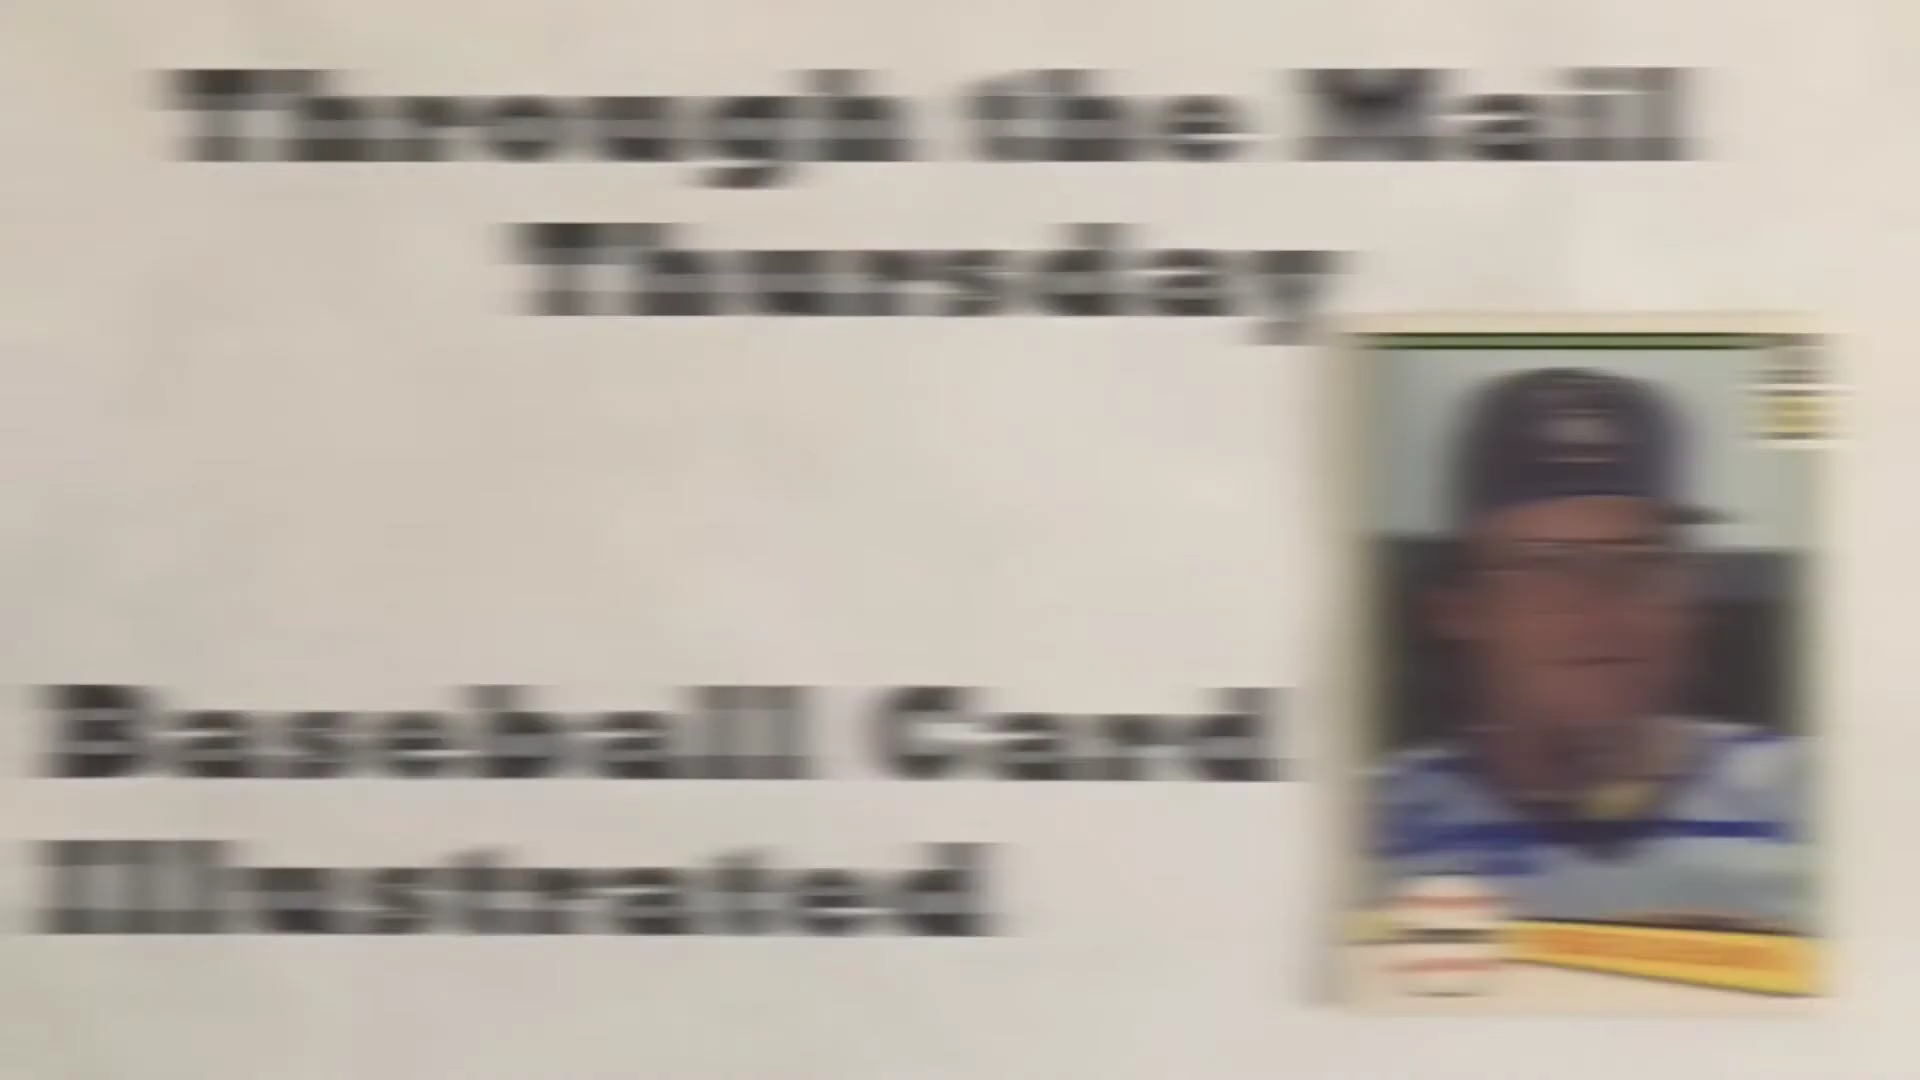 Through the Mail
Thursday
Baseball Card
Illustrated